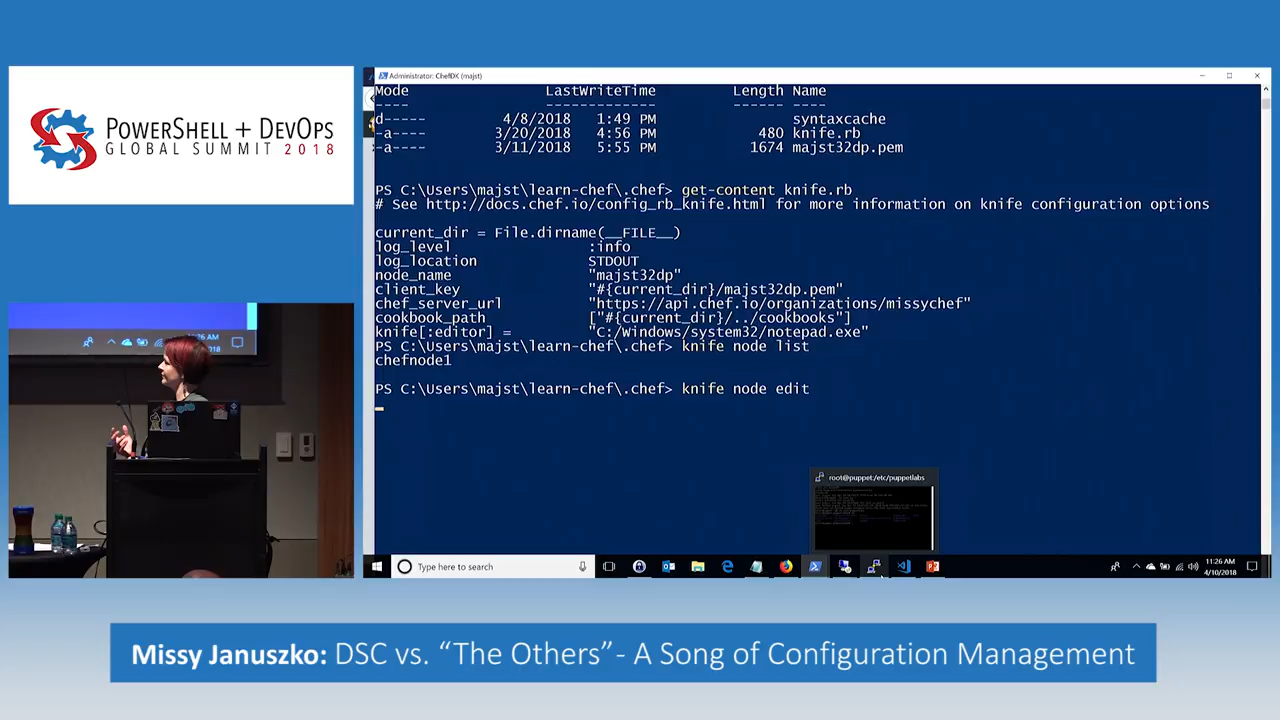 PowerShell + DevOps
GLOBAL SUMMIT 2018
Administrator: ChefDK (majst)
Mode LastWriteTime Length Name
---- ------------- ------ ----
d----- 4/8/2018 1:49 PM syntaxcache
-a---- 3/20/2018 4:56 PM 480 knife.rb
-a---- 3/11/2018 5:55 PM 1674 majst32dp.pem
PS C:\Users\majst\learn-chef\.chef> get-content knife.rb
# See http://docs.chef.io/config_rb_knife.html for more information on knife configuration options
current_dir = File.dirname(__FILE__)
log_level :info
log_location STDOUT
node_name "majst32dp"
client_key "#{current_dir}/majst32dp.pem"
chef_server_url "https://api.chef.io/organizations/missychef"
cookbook_path ["#{current_dir}/../cookbooks"]
knife[:editor] = "C:/Windows/system32/notepad.exe"
PS C:\Users\majst\learn-chef\.chef> knife node list
chefnode1
PS C:\Users\majst\learn-chef\.chef> knife node edit
root@puppet:/etc/puppetlabs
Type here to search
11:26 AM
4/10/2018
Missy Januszko: DSC vs. “The Others”- A Song of Configuration Management